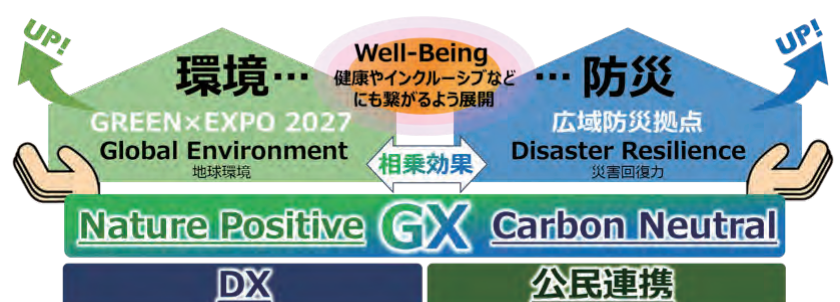 UP!
環境…
GREEN×EXPO 2027
Global Environment
地球環境
Well-Being
健康やインクルーシブなど
にも繋がるよう展開
相乗効果
UP!
…防災
広域防災拠点
Disaster Resilience
災害回復力
Nature Positive GX Carbon Neutral
DX
公民連携